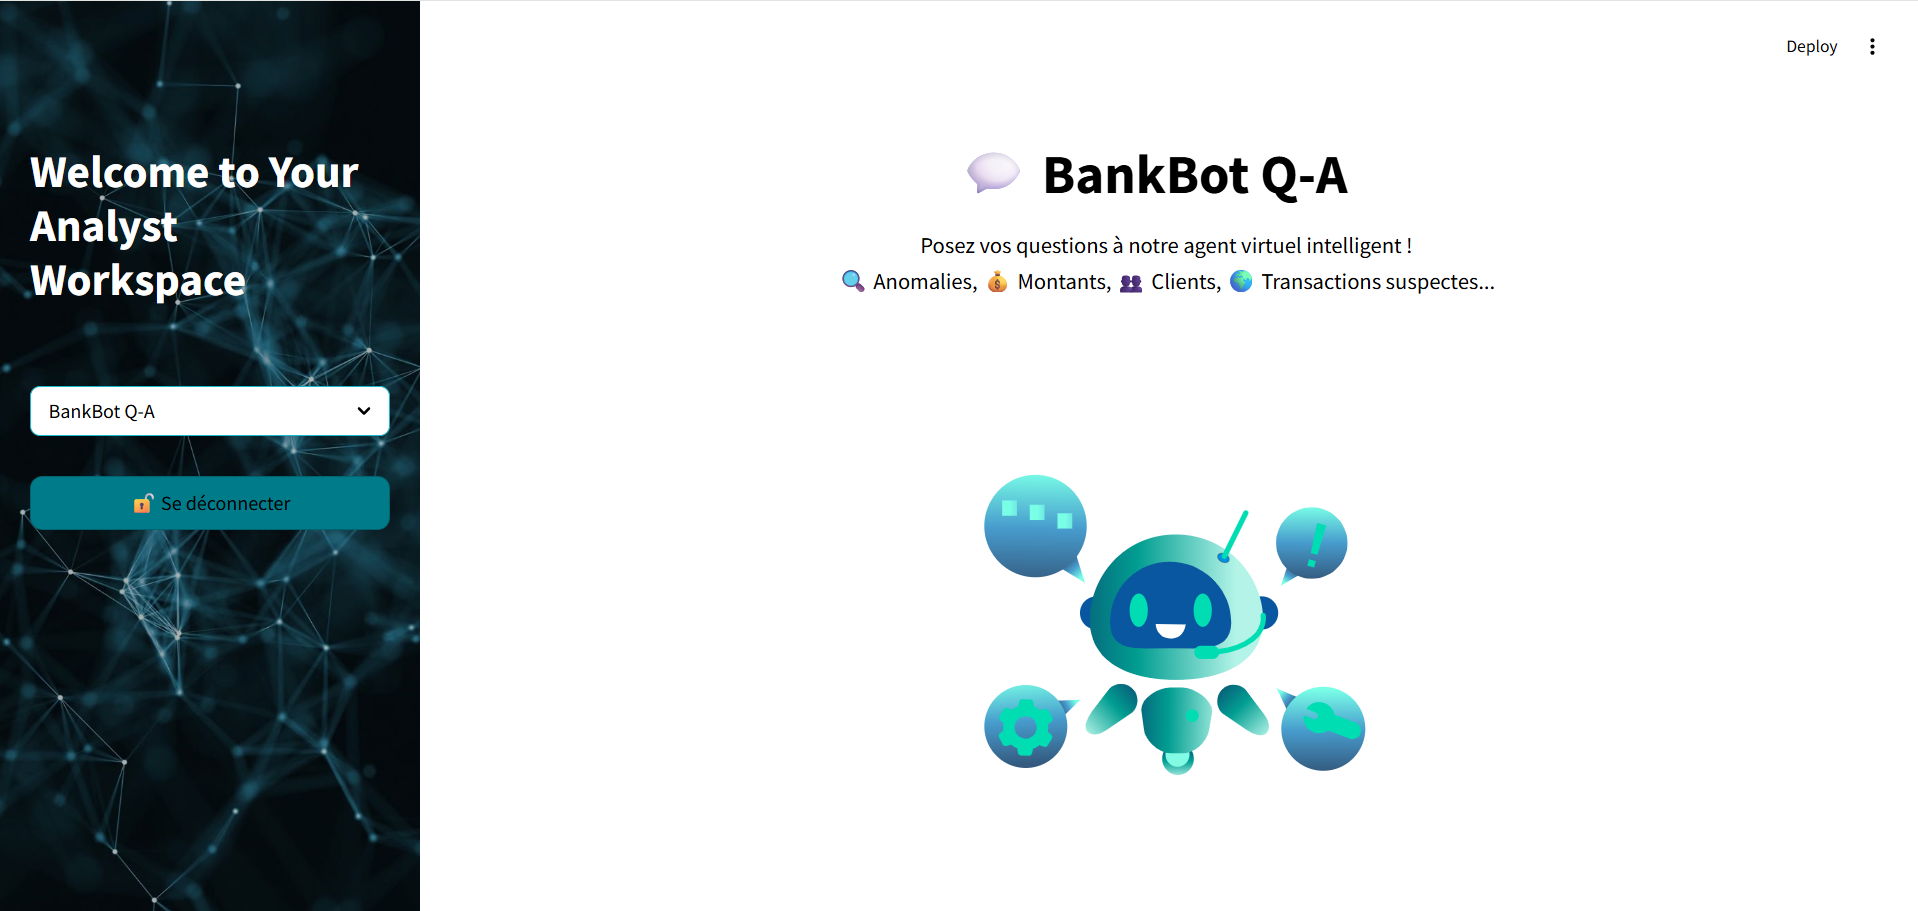 Deploy
Welcome to Your
Analyst
Workspace
BankBot Q-A
🔓 Se déconnecter
💬 BankBot Q-A
Posez vos questions à notre agent virtuel intelligent !
🔍 Anomalies, 💰 Montants, 👥 Clients, 🌍 Transactions suspectes...
!